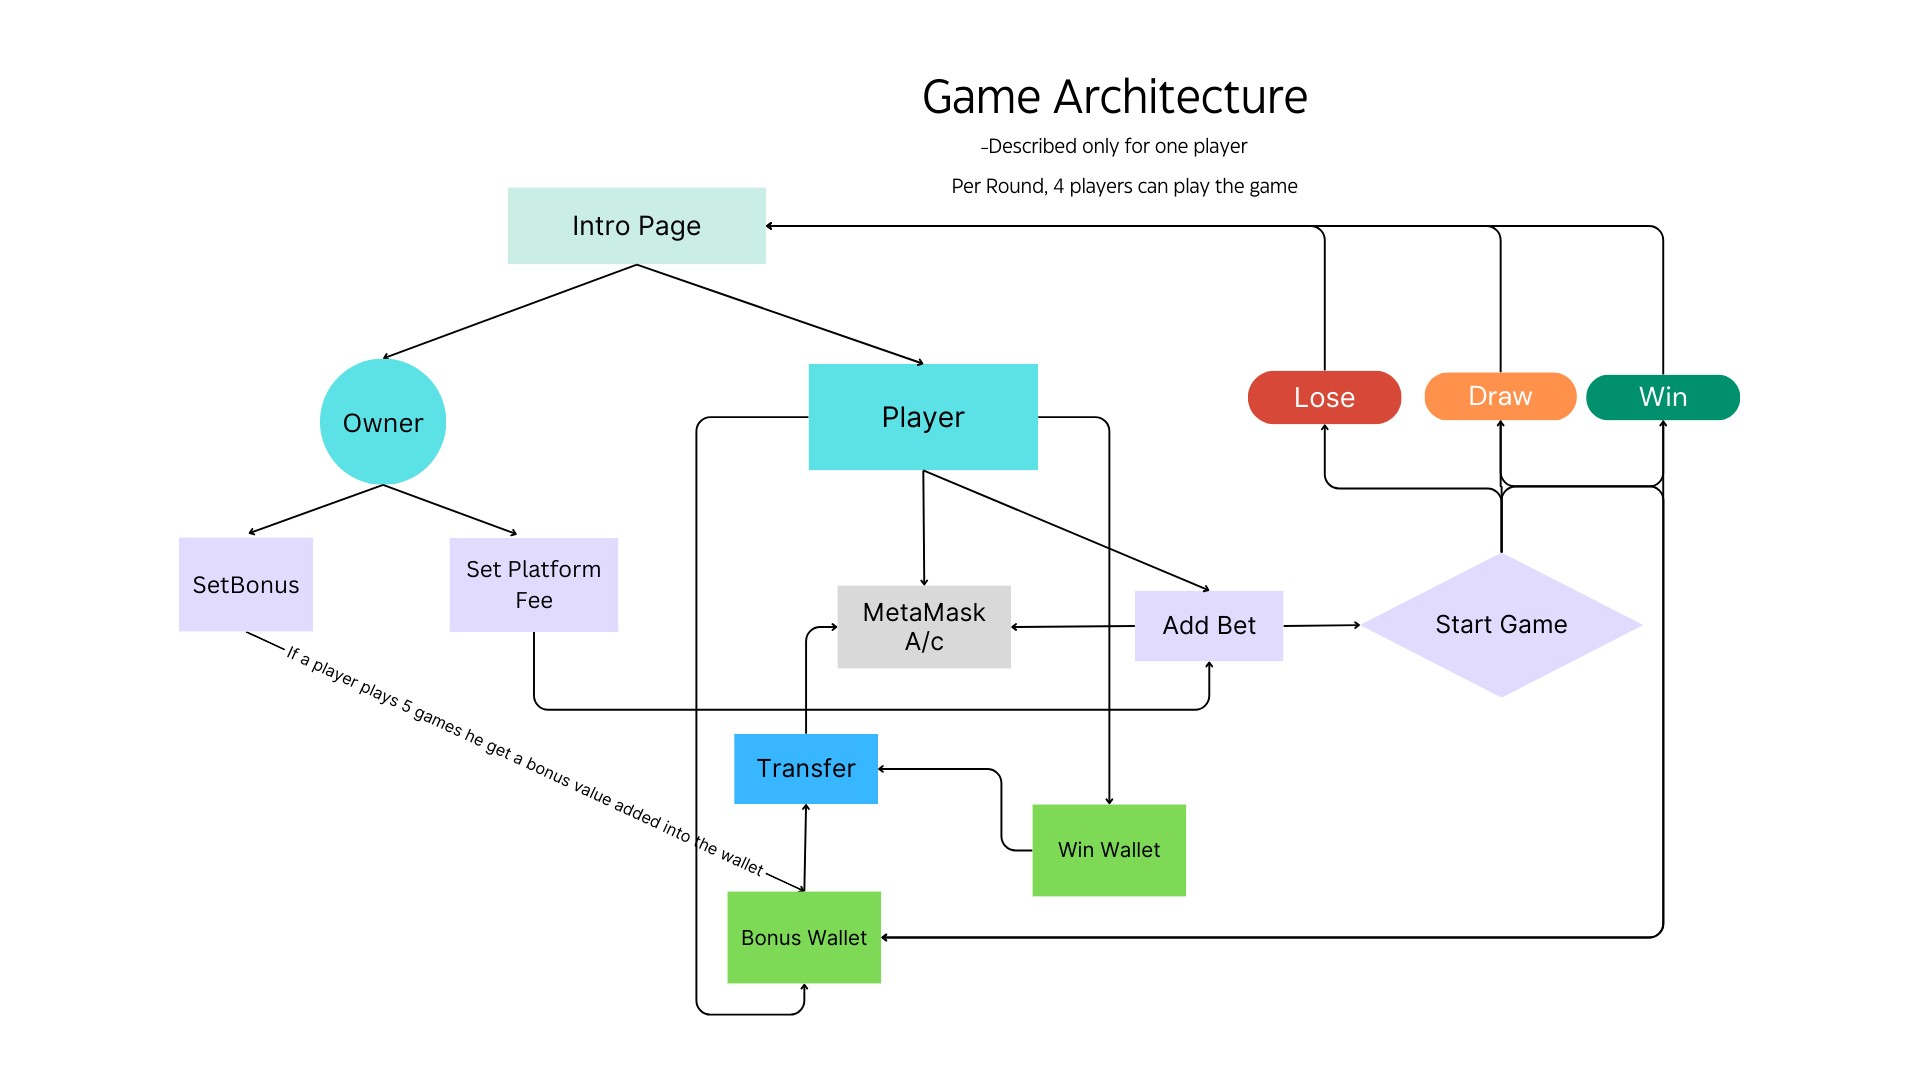 Game Architecture
-Described only for one player
Per Round, 4 players can play the game
Intro Page
Owner
Player
Lose
Draw
Win
SetBonus
Set Platform
Fee
MetaMask
A/c
Add Bet
Start Game
If a player plays 5 games he get a bonus value added into the wallet
Transfer
Win Wallet
Bonus Wallet